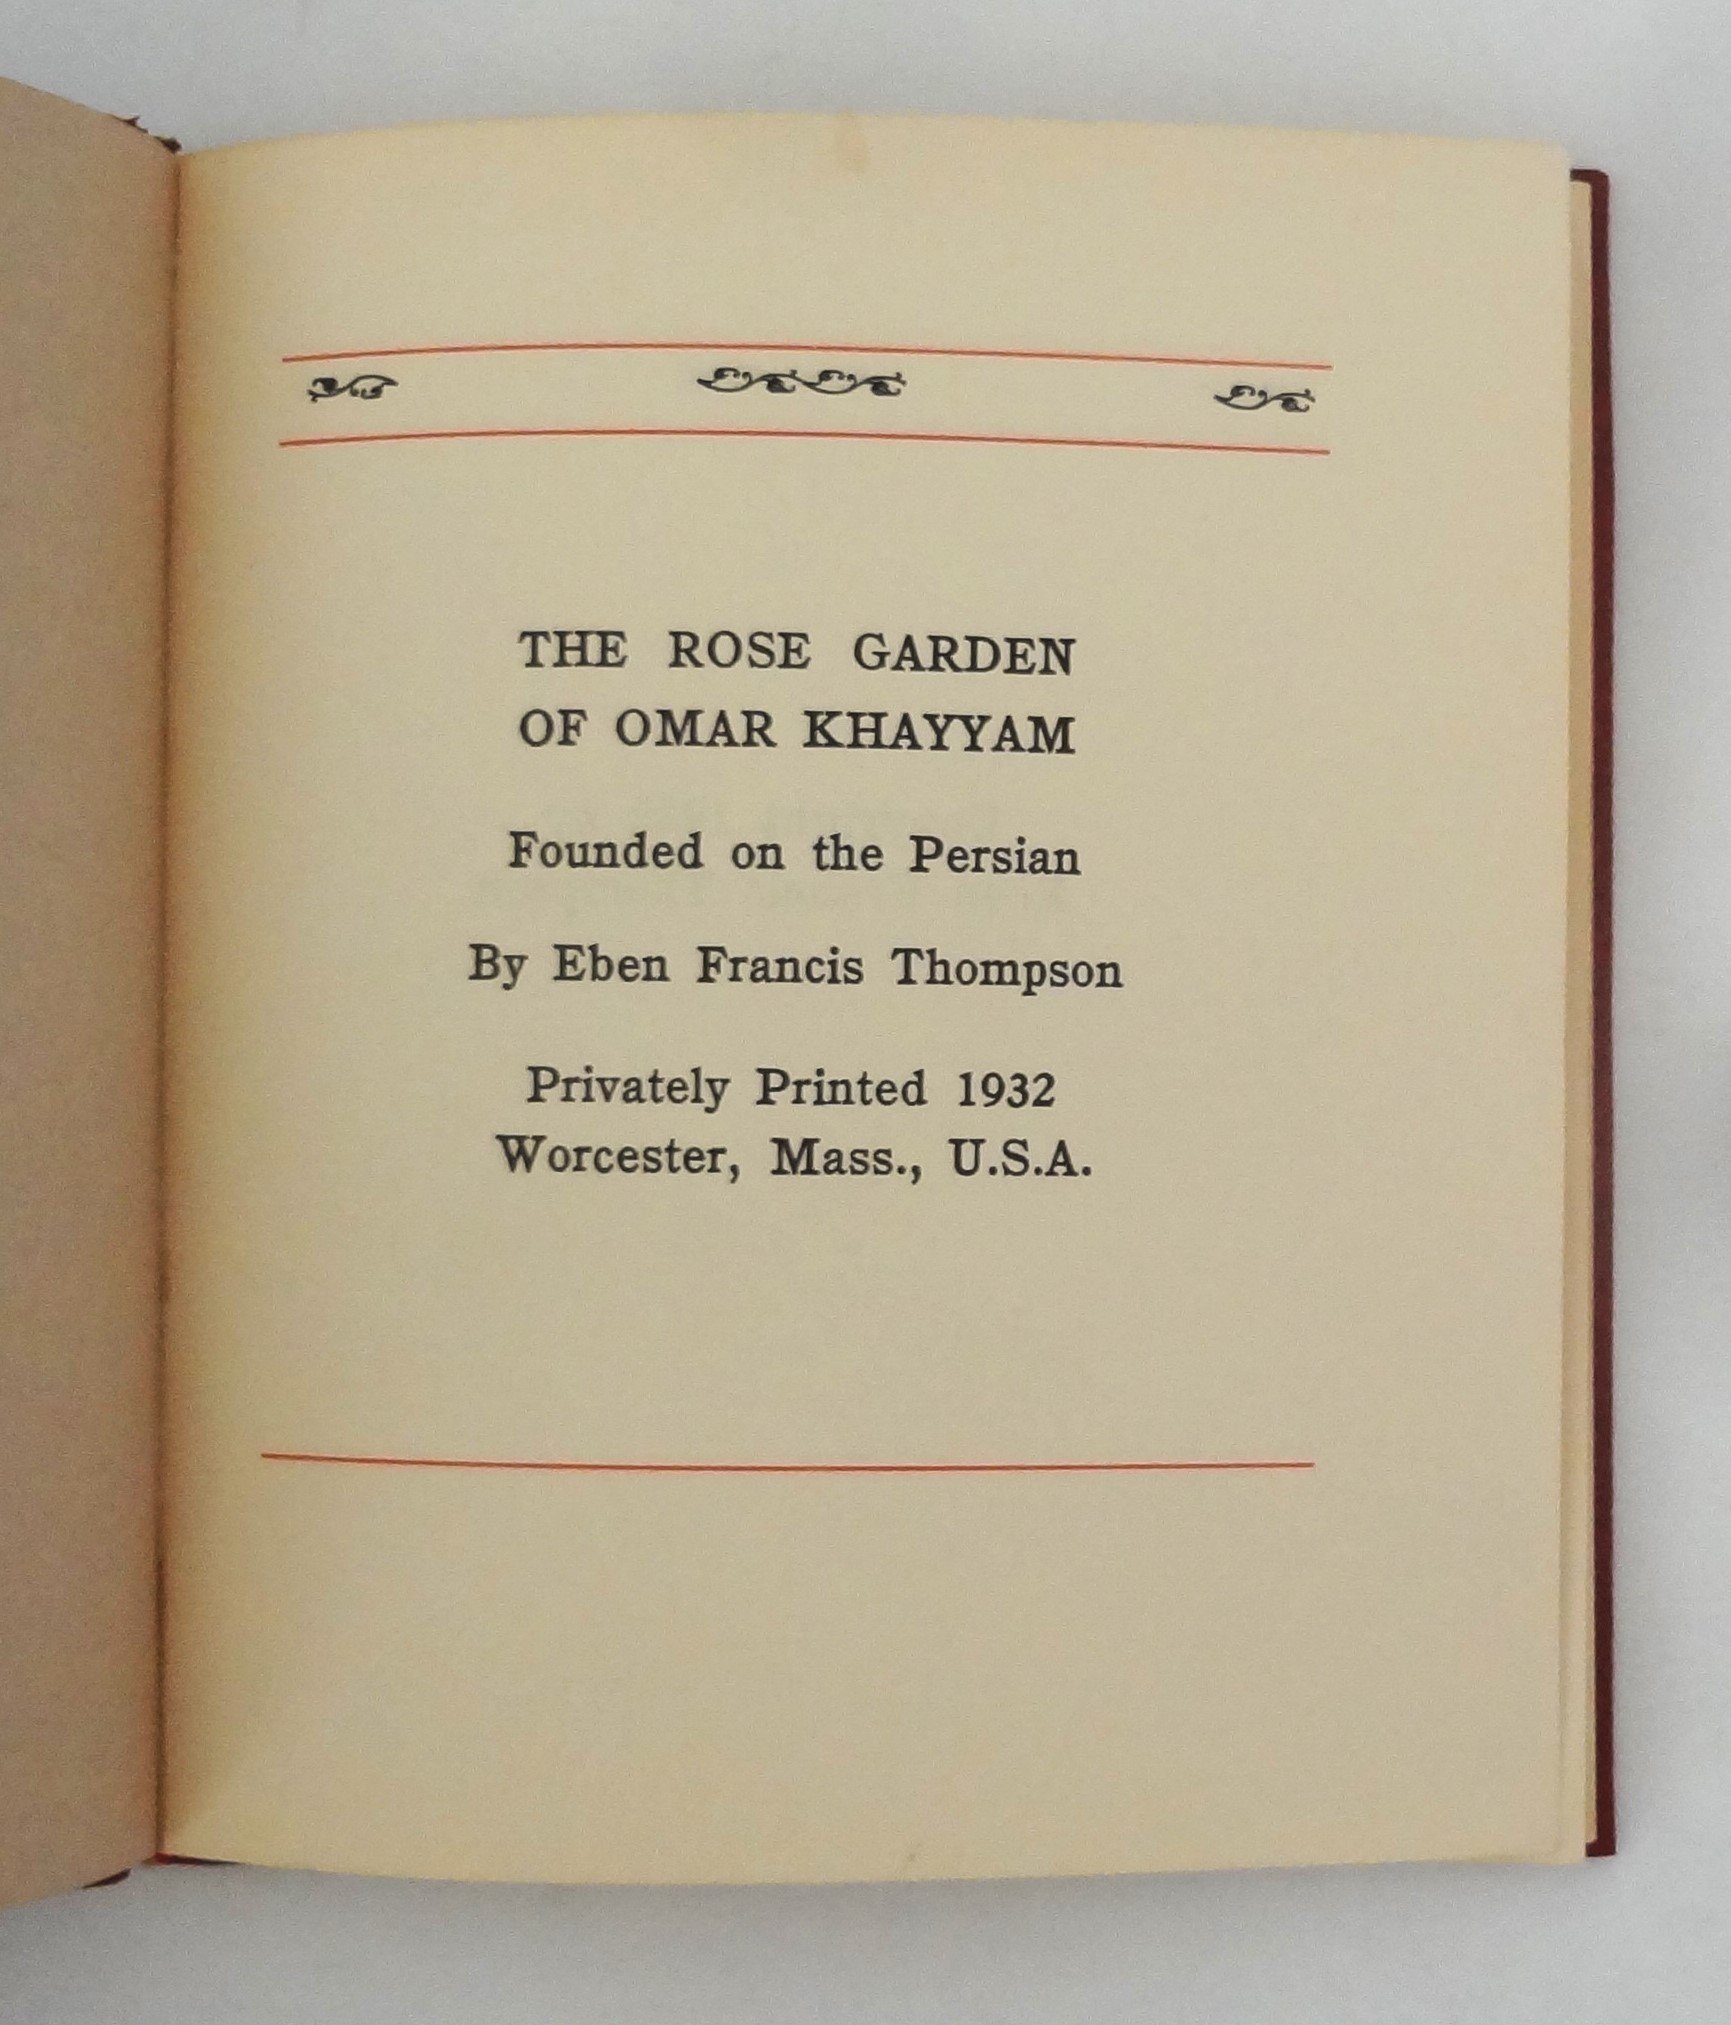 THE ROSE GARDEN
OF OMAR KHAYYAM
Founded on the Persian
By Eben Francis Thompson
Privately Printed 1932
Worcester, Mass., U.S.A.